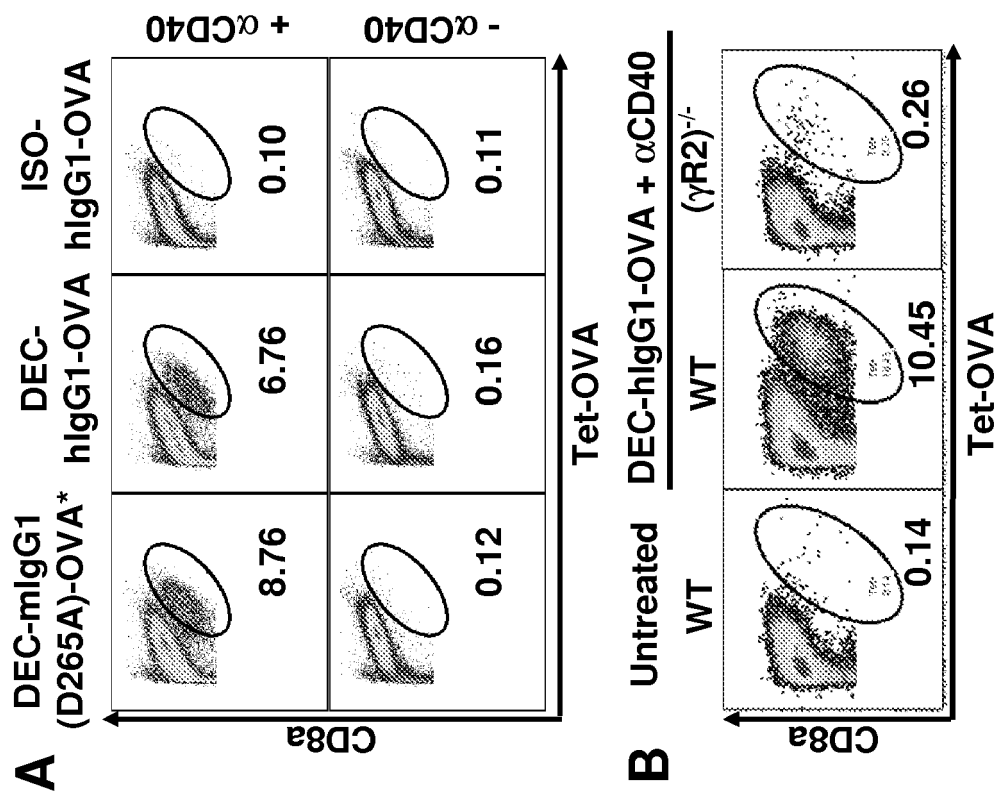 A
DEC-mIgG1
(D265A)-OVA*
DEC-
hIgG1-OVA
ISO-
hIgG1-OVA
8.76
6.76
0.10
+ αCD40
0.12
0.16
0.11
- αCD40
CD8a
Tet-OVA
B
Untreated
DEC-hIgG1-OVA + αCD40
WT
WT
(γR2)-/-
0.14
10.45
0.26
CD8a
Tet-OVA